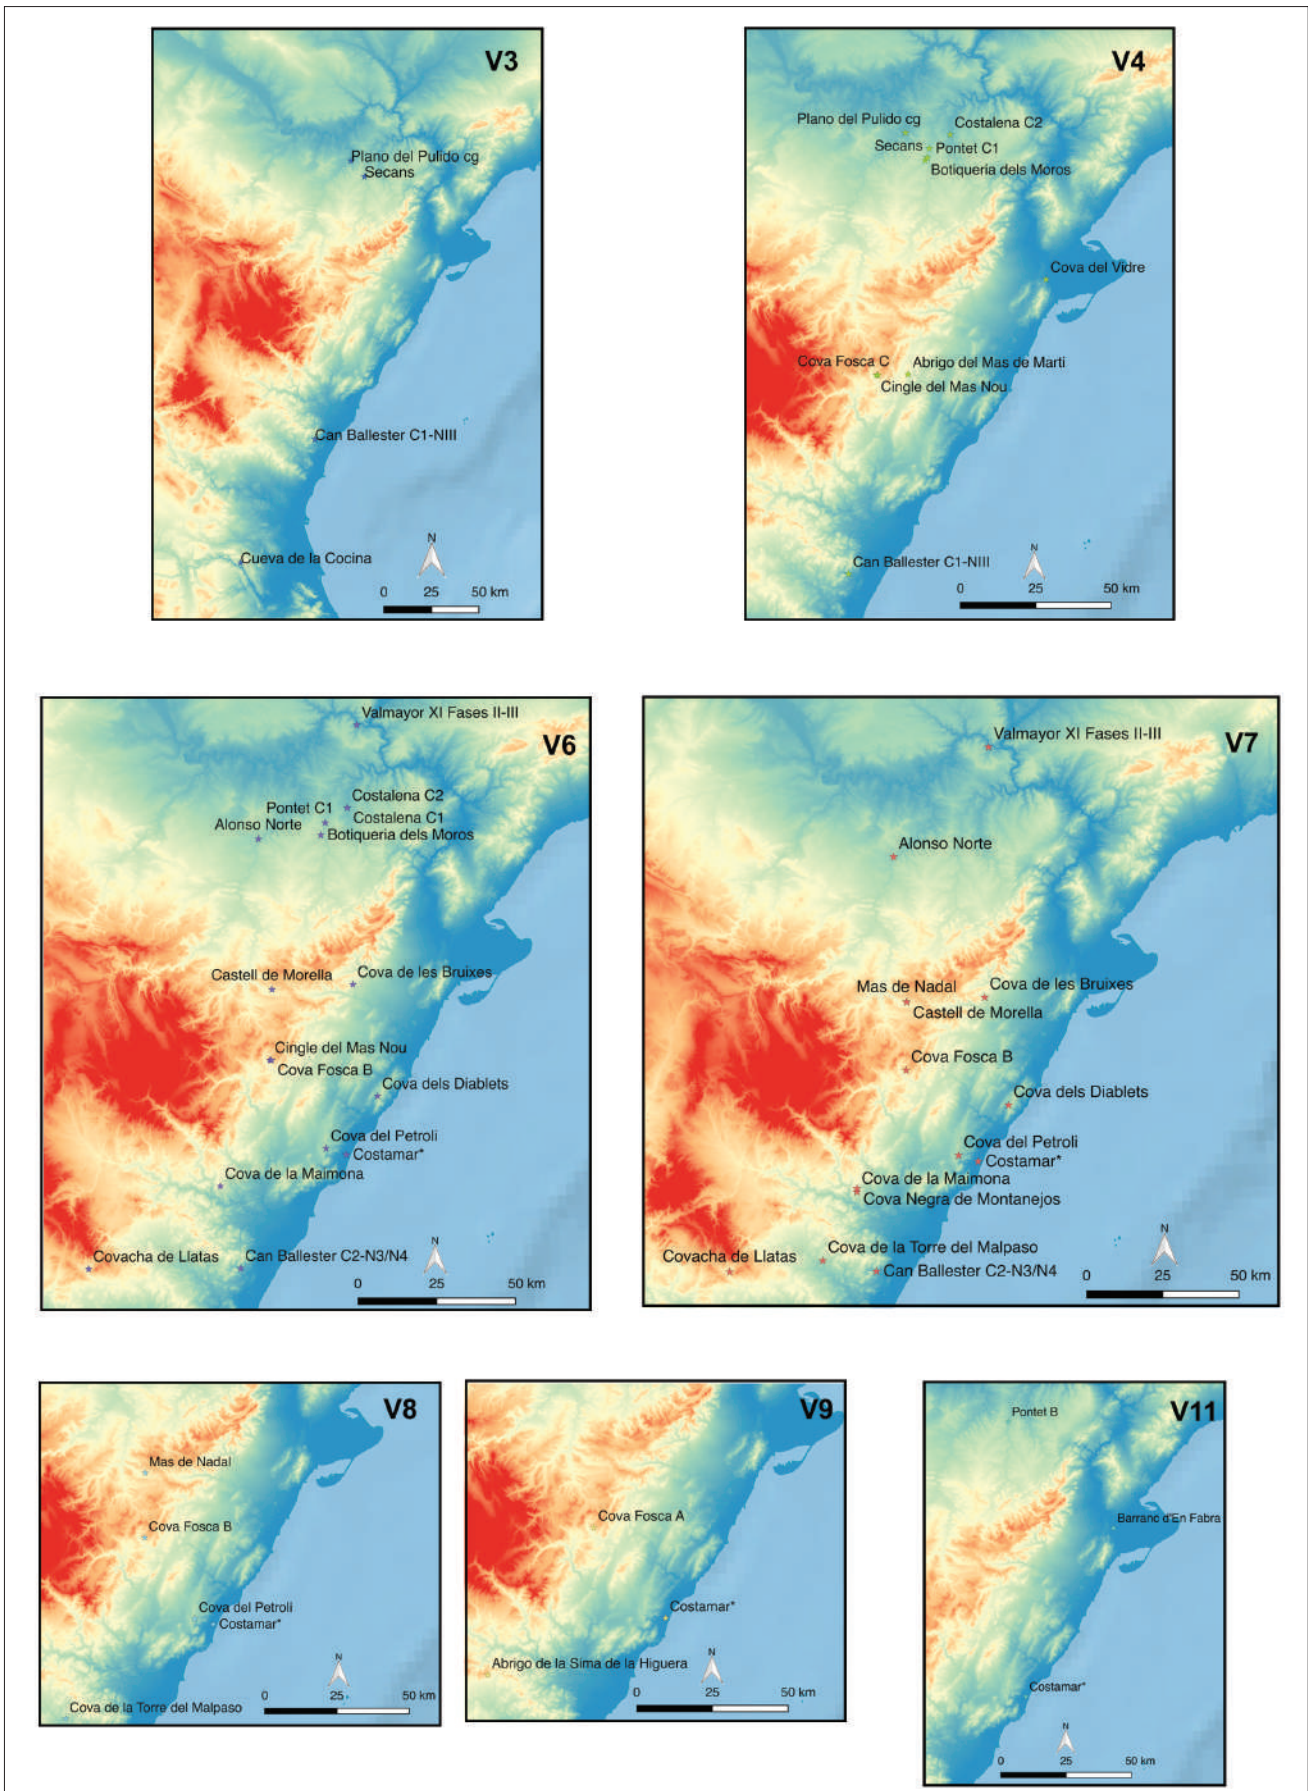 V3
Plano del Pulido cg
Secans
Can Ballester C1-NIII
Cueva de la Cocina
N
0 25 50 km
V4
Plano del Pulido cg
Costalena C2
Secans
Pontet C1
Botiqueria dels Moros
Cova del Vidre
Cova Fosca C
Abrigo del Mas de Martí
Cingle del Mas Nou
Can Ballester C1-NIII
N
0 25 50 km
V6
Valmayor XI Fases II-III
Costalena C2
Pontet C1
Costalena C1
Alonso Norte
Botiqueria dels Moros
Castell de Morella
Cova de les Bruixes
Cingle del Mas Nou
Cova Fosca B
Cova dels Diablets
Cova del Petroli
Costamar*
Cova de la Maimona
Covacha de Llatas
Can Ballester C2-N3/N4
N
0 25 50 km
V7
Valmayor XI Fases II-III
Alonso Norte
Mas de Nadal
Cova de les Bruixes
Castell de Morella
Cova Fosca B
Cova dels Diablets
Cova del Petroli
Costamar*
Cova de la Maimona
Cova Negra de Montanejos
Covacha de Llatas
Cova de la Torre del Malpaso
Can Ballester C2-N3/N4
N
0 25 50 km
V8
Mas de Nadal
Cova Fosca B
Cova del Petroli
Costamar*
Cova de la Torre del Malpaso
N
0 25 50 km
V9
Cova Fosca A
Costamar*
Abrigo de la Sima de la Higuera
N
0 25 50 km
V11
Pontet B
Barranc d'En Fabra
Costamar*
N
0 25 50 km